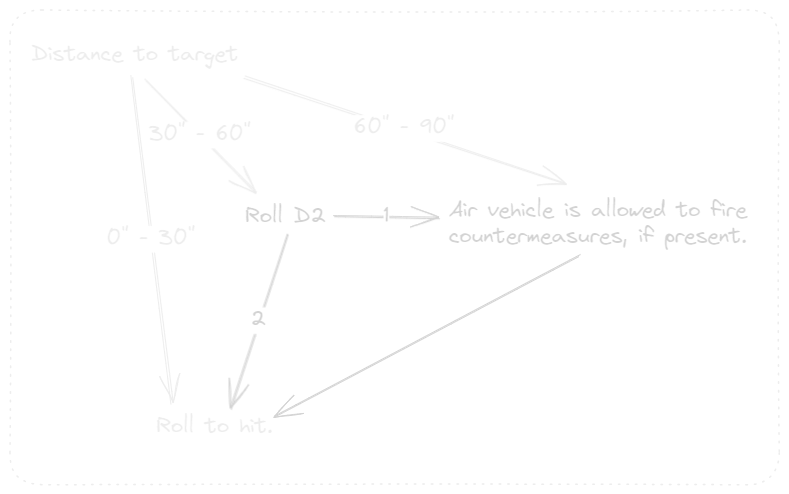 Distance to target
30" - 60"
60" - 90"
Roll D2
1
Air vehicle is allowed to fire
countermeasures, if present.
0" - 30"
2
Roll to hit.